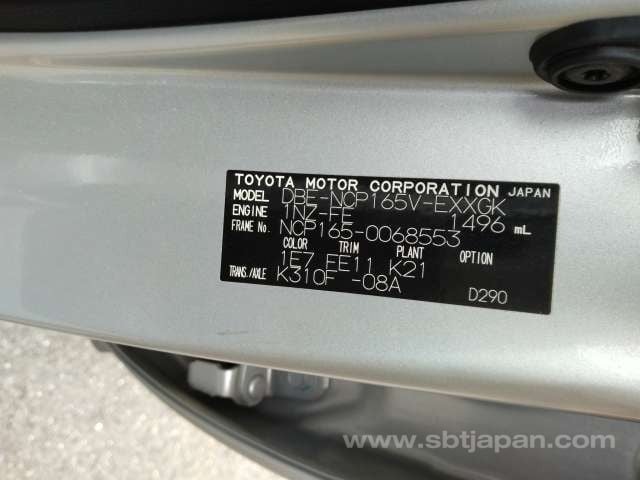 TOYOTA MOTOR CORPORATION JAPAN
MODEL DBE-NCP165V-EXXGK
ENGINE 1NZ-FE 1496 mL
FRAME No. NCP165-0068553
COLOR TRIM PLANT OPTION
1E7 FE11 K21
TRANS./AXLE K310F -08A
D290
www.sbtjapan.com